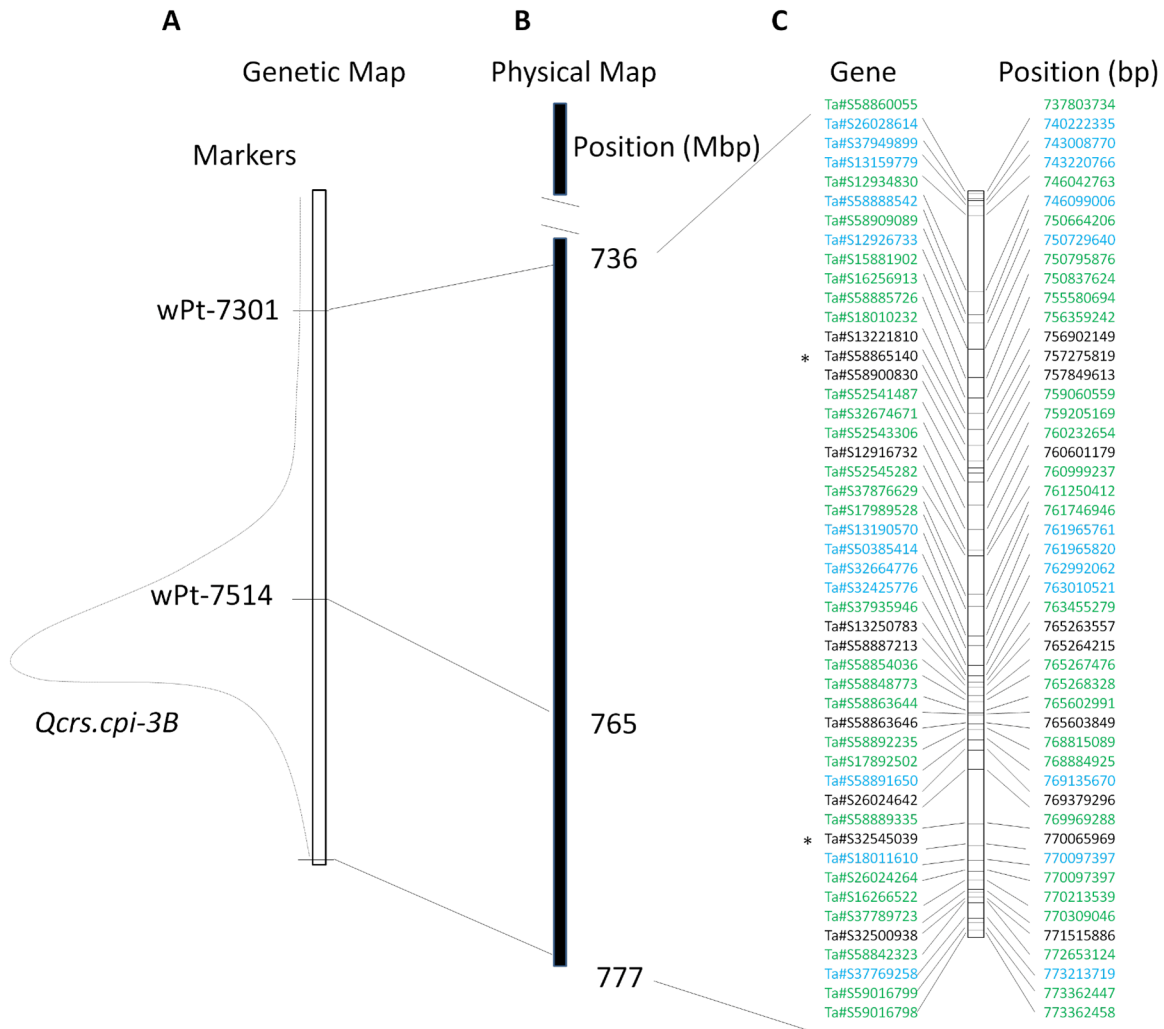 A B C
Genetic Map Physical Map Gene Position (bp)
Markers
Position (Mbp)
736
wPt-7301
wPt-7514
Qcrs.cpi-3B
765
777
Ta#S58860055 737803734
Ta#S26028614 740222335
Ta#S37949899 743008770
Ta#S13159779 743220766
Ta#S12934830 746042763
Ta#S58888542 746099006
Ta#S58909089 750664206
Ta#S12926733 750729640
Ta#S15881902 750795876
Ta#S16256913 750837624
Ta#S58885726 755580694
Ta#S18010232 756359242
Ta#S13221810 756902149
* Ta#S58865140 757275819
Ta#S58900830 757849613
Ta#S52541487 759060559
Ta#S32674671 759205169
Ta#S52543306 760232654
Ta#S12916732 760601179
Ta#S52545282 760999237
Ta#S37876629 761250412
Ta#S17989528 761746946
Ta#S13190570 761965761
Ta#S50385414 761965820
Ta#S32664776 762992062
Ta#S32425776 763010521
Ta#S37935946 763455279
Ta#S13250783 765263557
Ta#S58887213 765264215
Ta#S58854036 765267476
Ta#S58848773 765268328
Ta#S58863644 765602991
Ta#S58863646 765603849
Ta#S58892235 768815089
Ta#S17892502 768884925
Ta#S58891650 769135670
Ta#S26024642 769379296
Ta#S58889335 769969288
* Ta#S32545039 770065969
Ta#S18011610 770097397
Ta#S26024264 770097397
Ta#S16266522 770213539
Ta#S37789723 770309046
Ta#S32500938 771515886
Ta#S58842323 772653124
Ta#S37769258 773213719
Ta#S59016799 773362447
Ta#S59016798 773362458